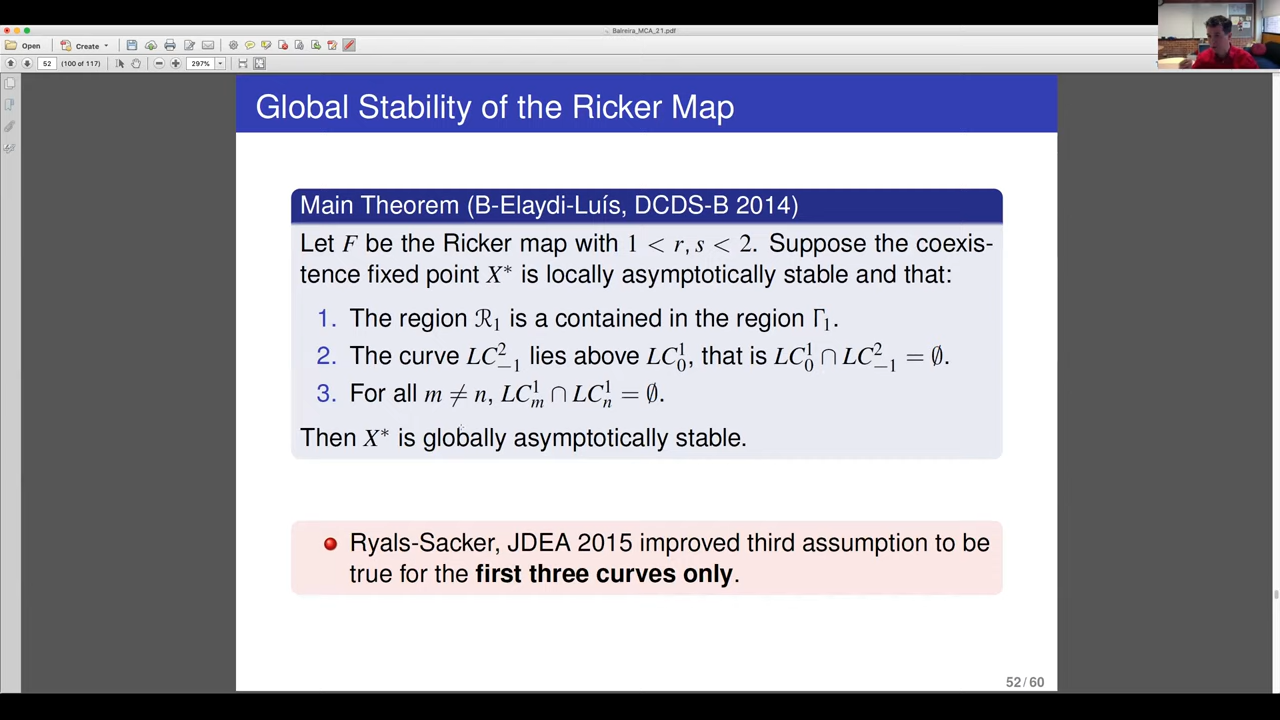 Balreira_MCA_21.pdf
Open
Create
52
(100 of 117)
297%
Global Stability of the Ricker Map
Main Theorem (B-Elaydi-Luís, DCDS-B 2014)
Let F be the Ricker map with 1 < r, s < 2. Suppose the coexis-
tence fixed point X* is locally asymptotically stable and that:
1. The region ℛ₁ is a contained in the region Γ₁.
2. The curve LC²₋₁ lies above LC¹₀, that is LC¹₀ ∩ LC²₋₁ = ∅.
3. For all m ≠ n, LC¹ₘ ∩ LC¹ₙ = ∅.
Then X* is globally asymptotically stable.
Ryals-Sacker, JDEA 2015 improved third assumption to be
true for the first three curves only.
52 / 60